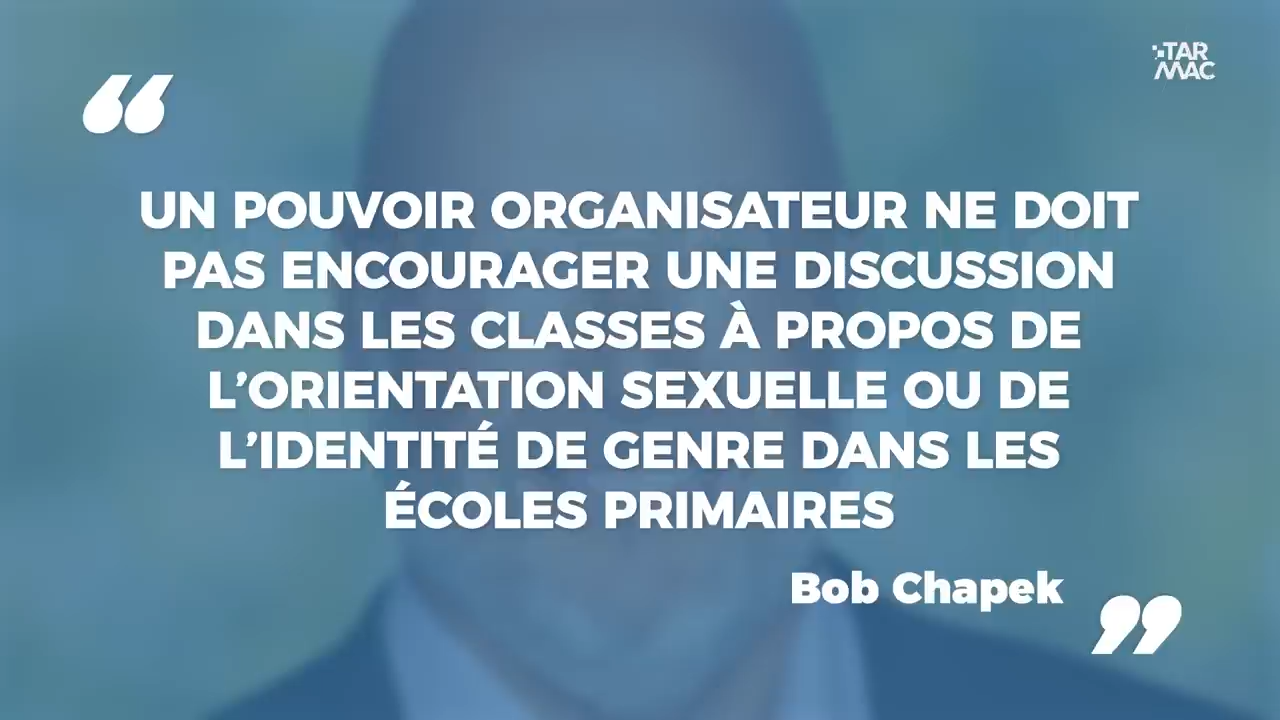 TAR
MAC
“
UN POUVOIR ORGANISATEUR NE DOIT
PAS ENCOURAGER UNE DISCUSSION
DANS LES CLASSES À PROPOS DE
L’ORIENTATION SEXUELLE OU DE
L’IDENTITÉ DE GENRE DANS LES
ÉCOLES PRIMAIRES
Bob Chapek
”